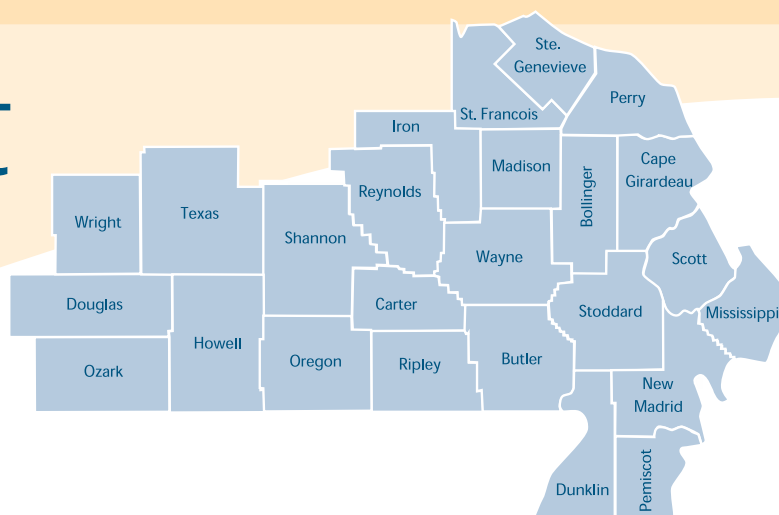 t
Ste.
Genevieve
Perry
St. Francois
Iron
Madison
Cape
Girardeau
Bollinger
Reynolds
Texas
Wright
Shannon
Wayne
Scott
Douglas
Carter
Stoddard
Mississippi
Howell
Ozark
Oregon
Ripley
Butler
New
Madrid
Dunklin
Pemiscot